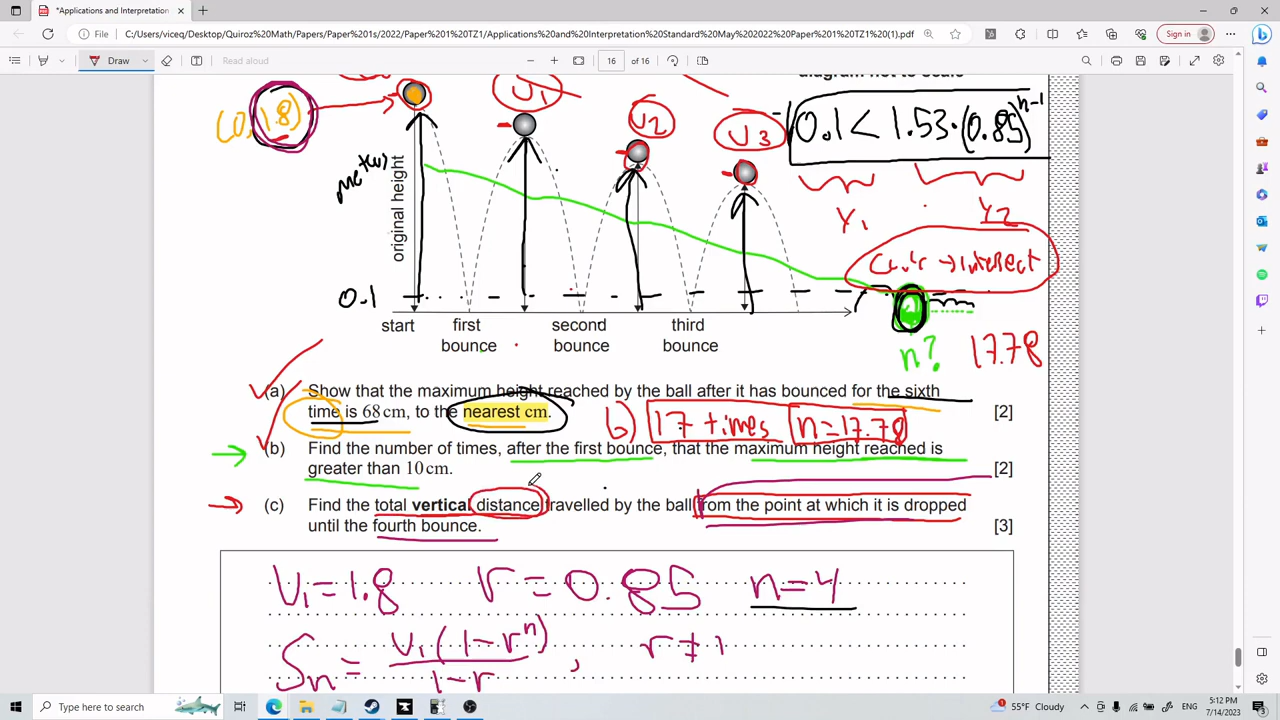 *Applications and Interpretation S
File
C:/Users/viceq/Desktop/Quiroz%20Math/Papers/Paper%201s/2022/Paper%201%20TZ1/Applications%20and%20Interpretation%20Standard%20May%202022%20Paper%201%20TZ1%20(1).pdf
Sign in
Draw
Read aloud
16 of 16
diagram not to scale
(0, 1.8)
U1
U2
U3
0.1 < 1.53·(0.85)^n-1
original height
Y1
Y2
Calc → intersect
0.1
start
first bounce
second bounce
third bounce
n?
17.78
(a) Show that the maximum height reached by the ball after it has bounced for the sixth
time is 68 cm, to the nearest cm.
[2]
b) 17 times n=17.78
(b) Find the number of times, after the first bounce, that the maximum height reached is
greater than 10 cm.
[2]
(c) Find the total vertical distance travelled by the ball from the point at which it is dropped
until the fourth bounce.
[3]
U1 = 1.8 r = 0.85 n=4
Sn = U1(1-r^n)/1-r , r ≠ 1
Type here to search
55°F Cloudy
5:12 PM
7/14/2023